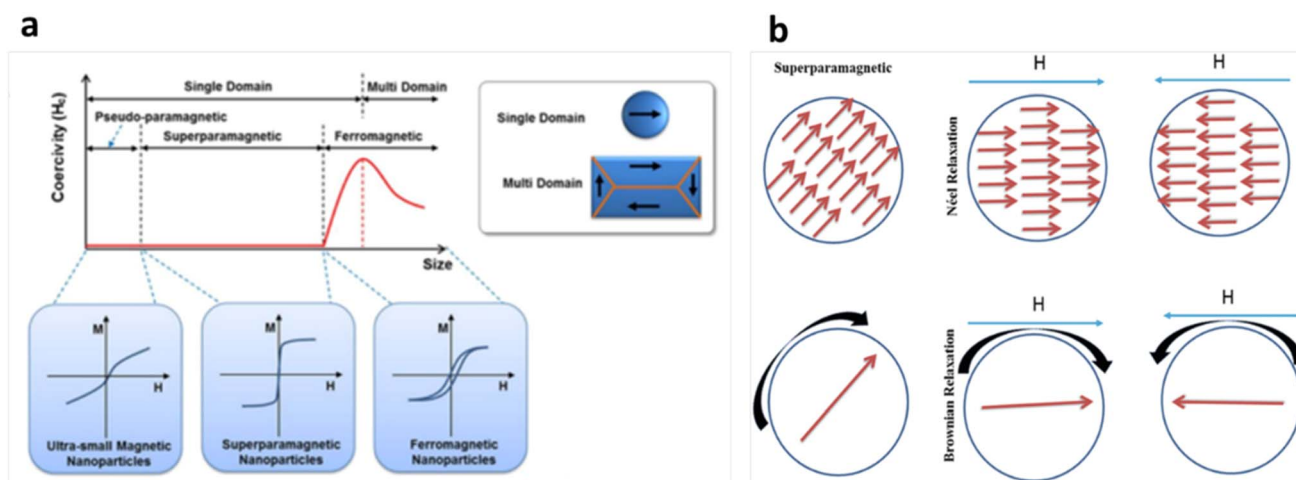 a
Single Domain
Multi Domain
Pseudo-paramagnetic
Superparamagnetic
Ferromagnetic
Coercivity (Hc)
Size
Single Domain
Multi Domain
M
H
Ultra-small Magnetic
Nanoparticles
M
H
Superparamagnetic
Nanoparticles
M
H
Ferromagnetic
Nanoparticles
b
Superparamagnetic
H
H
Néel Relaxation
H
H
Brownian Relaxation